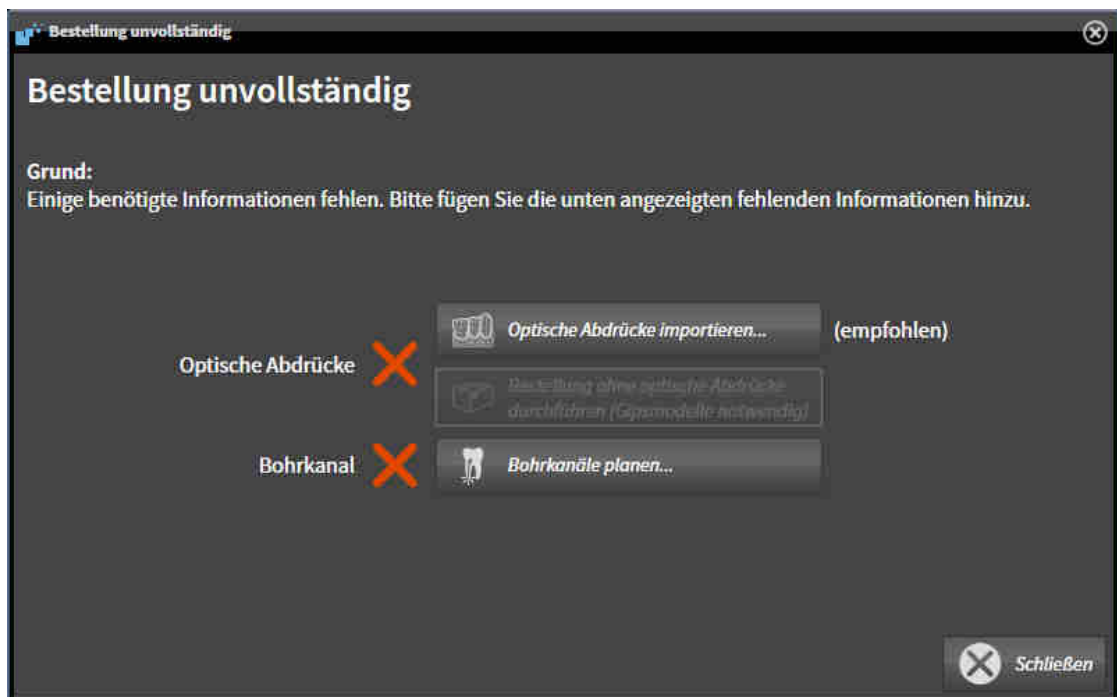 Bestellung unvollständig
Bestellung unvollständig
Grund:
Einige benötigte Informationen fehlen. Bitte fügen Sie die unten angezeigten fehlenden Informationen hinzu.
Optische Abdrücke importieren...
(empfohlen)
Optische Abdrücke
Bestellung ohne optische Abdrücke
durchführen (Gipsmodelle notwendig)
Bohrkanal
Bohrkanäle planen...
Schließen